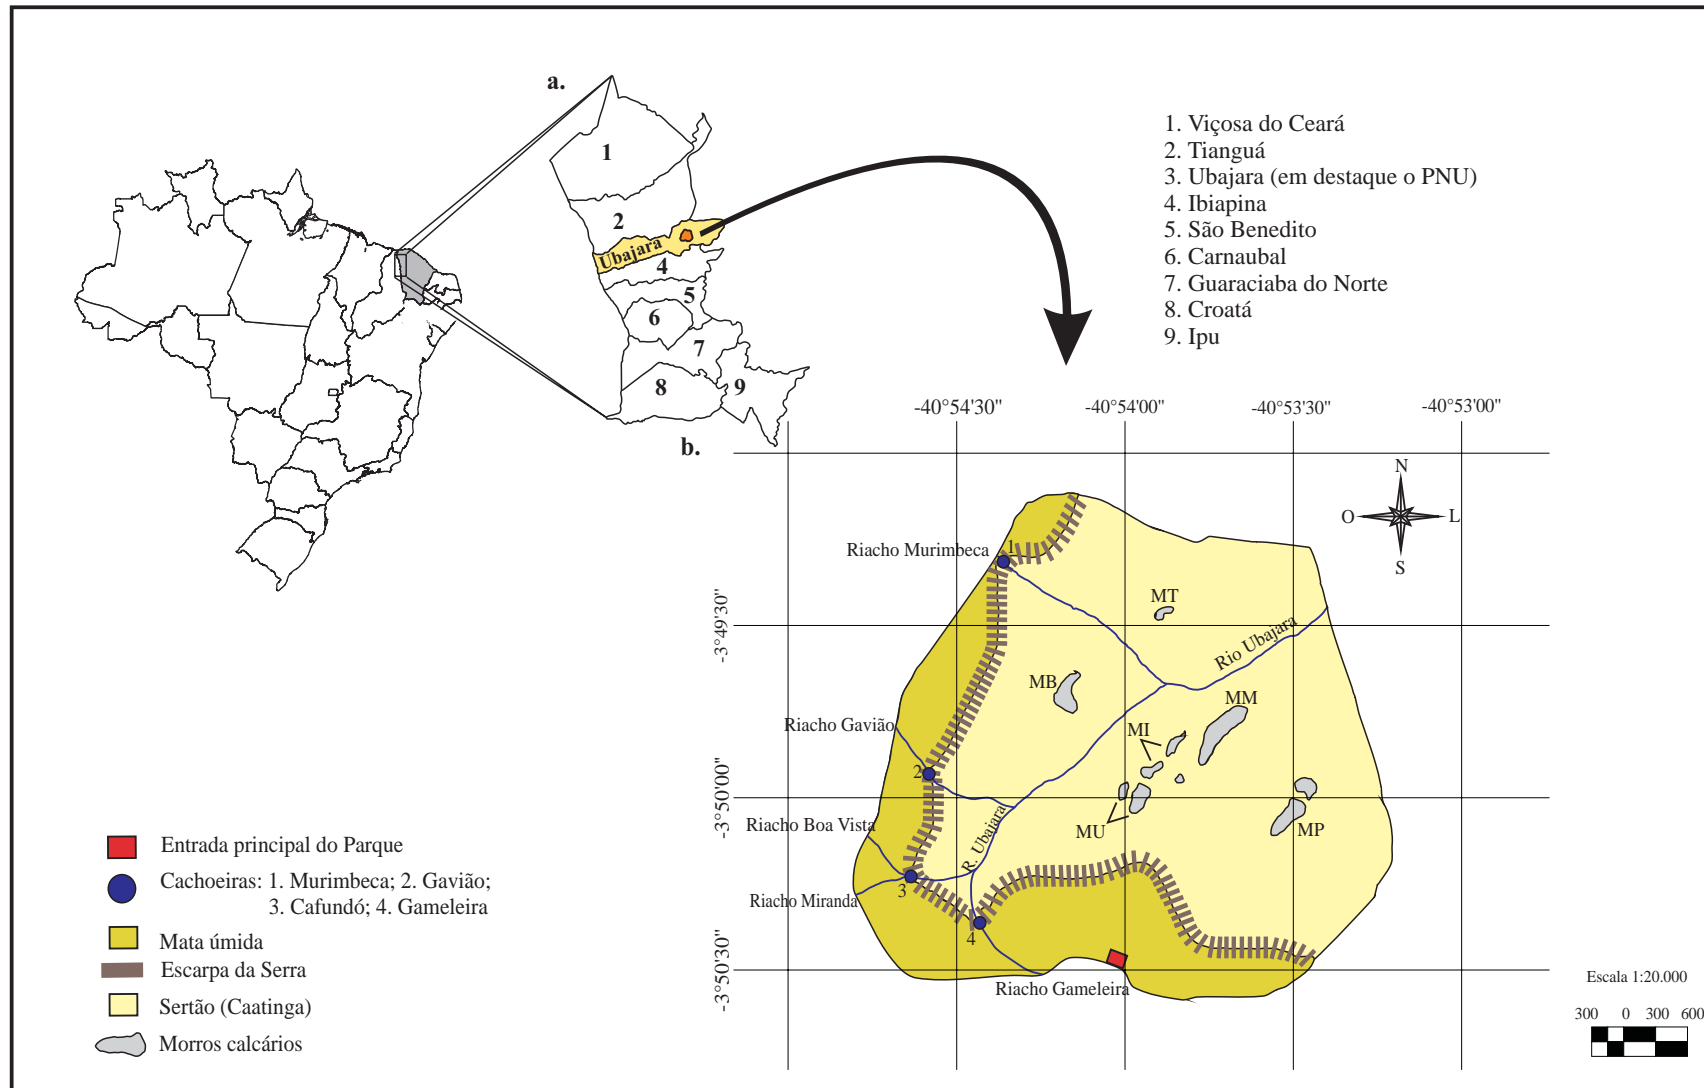 a.
1
2
Ubajara
4
5
6
7
8
9
b.
1. Viçosa do Ceará
2. Tianguá
3. Ubajara (em destaque o PNU)
4. Ibiapina
5. São Benedito
6. Carnaubal
7. Guaraciaba do Norte
8. Croatá
9. Ipu
-40°54'30" -40°54'00" -40°53'30" -40°53'00"
N
O L
S
-3°49'30"
-3°50'00"
-3°50'30"
Riacho Murimbeca
1
MT
Rio Ubajara
MB
MM
Riacho Gavião
MI
2
Riacho Boa Vista
MU
MP
R. Ubajara
Riacho Miranda
3
4
Riacho Gameleira
Entrada principal do Parque
Cachoeiras: 1. Murimbeca; 2. Gavião;
3. Cafundó; 4. Gameleira
Mata úmida
Escarpa da Serra
Sertão (Caatinga)
Morros calcários
Escala 1:20.000
300 0 300 600